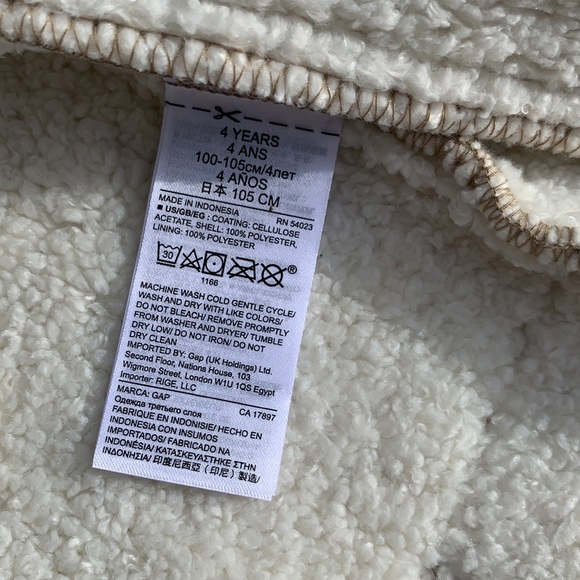 4 YEARS
4 ANS
100-105см/4лет
4 AÑOS
日本 105 CM
MADE IN INDONESIA RN 54023
■ US/GB/EG : COATING: CELLULOSE
ACETATE, SHELL: 100% POLYESTER,
LINING: 100% POLYESTER
30 ®
1166
MACHINE WASH COLD GENTLE CYCLE/
WASH AND DRY WITH LIKE COLORS/
DO NOT BLEACH/ REMOVE PROMPTLY
FROM WASHER AND DRYER/ TUMBLE
DRY LOW/ DO NOT IRON/ DO NOT
DRY CLEAN
IMPORTED BY: Gap (UK Holdings) Ltd.
Second Floor, Nations House, 103
Wigmore Street, London W1U 1QS Egypt
Importer: RIGE, LLC
MARCA: GAP CA 17897
Одежда третьего слоя
FABRIQUE EN INDONISIE/ HECHO EN
INDONESIA CON INSUMOS
IMPORTADOS/ FABRICADO NA
INDONÉSIA/ ΚΑΤΑΣΚΕΥΑΣΤΗΚΕ ΣΤΗΝ
ΙΝΔΟΝΗΣΙΑ/ 印度尼西亞 (印尼) 製造/